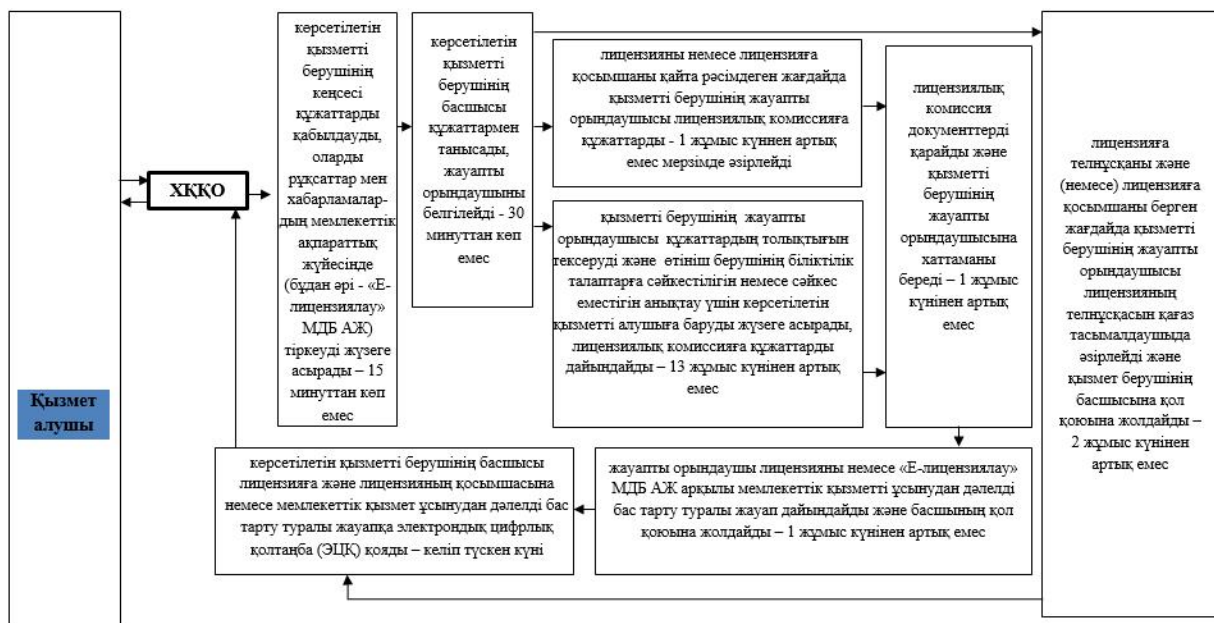 Қызмет
алушы
ХҚҚО
көрсетілетін
қызметті
берушінің
кеңсесі
құжаттарды
қабылдауды,
оларды
рұқсаттар мен
хабарламалар-
дың мемлекеттік
ақпараттық
жүйесінде
(бұдан әрі - «Е-
лицензиялау»
МДБ АЖ)
тіркеуді жүзеге
асырады – 15
минуттан көп
емес
көрсетілетін
қызметті
берушінің
басшысы
құжаттармен
танысады,
жауапты
орындаушыны
белгілейді - 30
минуттан көп
емес
лицензияны немесе лицензияға
қосымшаны қайта рәсімдеген жағдайда
қызметті берушінің жауапты
орындаушысы лицензиялық комиссияға
құжаттарды - 1 жұмыс күннен артық
емес мерзімде әзірлейді
қызметті берушінің жауапты
орындаушысы құжаттардың толықтығын
тексеруді және өтініш берушінің біліктілік
талаптарға сәйкестілігін немесе сәйкес
еместігін анықтау үшін көрсетілетін
қызметті алушыға баруды жүзеге асырады,
лицензиялық комиссияға құжаттарды
дайындайды – 13 жұмыс күнінен артық
емес
лицензиялық
комиссия
документтерді
қарайды және
қызметті
берушінің
жауапты
орындаушысына
хаттаманы
береді – 1 жұмыс
күнінен артық
емес
лицензияға
телнұсқаны және
(немесе) лицензияға
қосымшаны берген
жағдайда қызметті
берушінің жауапты
орындаушысы
лицензияның
телнұсқасын қағаз
тасымалдаушыда
әзірлейді және
қызмет берушінің
басшысына қол
қоюына жолдайды –
2 жұмыс күнінен
артық емес
көрсетілетін қызметті берушінің басшысы
лицензияға және лицензияның қосымшасына
немесе мемлекеттік қызмет ұсынудан дәлелді бас
тарту туралы жауапқа электрондық цифрлық
қолтаңба (ЭЦҚ) қояды – келіп түскен күні
жауапты орындаушы лицензияны немесе «Е-лицензиялау»
МДБ АЖ арқылы мемлекеттік қызметті ұсынудан дәлелді
бас тарту туралы жауап дайындайды және басшының қол
қоюына жолдайды – 1 жұмыс күнінен артық емес